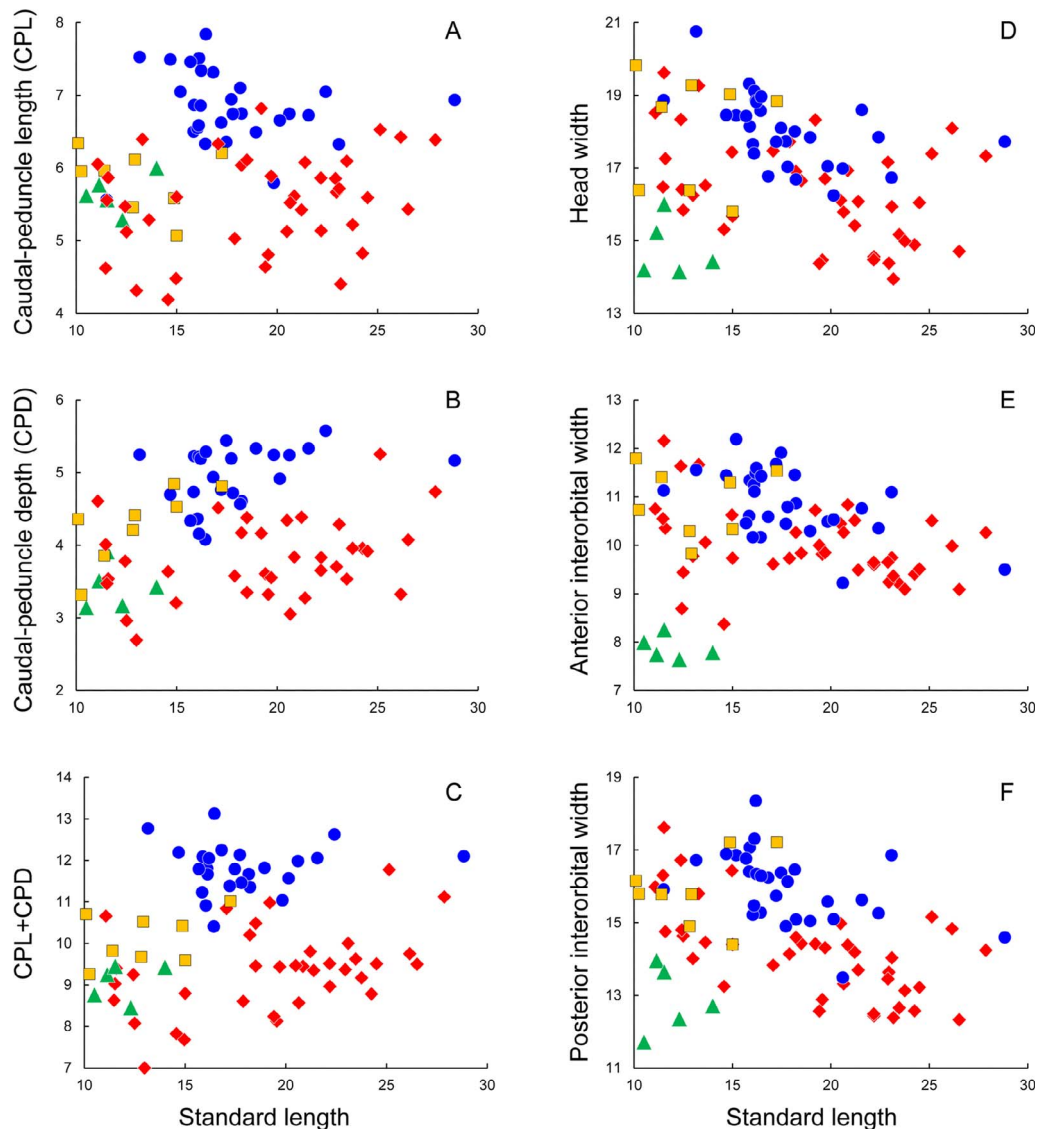 A
Caudal-peduncle length (CPL)
8
7
6
5
4
10 15 20 25 30
D
Head width
21
19
17
15
13
10 15 20 25 30
B
Caudal-peduncle depth (CPD)
6
5
4
3
2
10 15 20 25 30
E
Anterior interorbital width
13
12
11
10
9
8
7
10 15 20 25 30
C
CPL+CPD
14
13
12
11
10
9
8
7
10 15 20 25 30
Standard length
F
Posterior interorbital width
19
17
15
13
11
10 15 20 25 30
Standard length